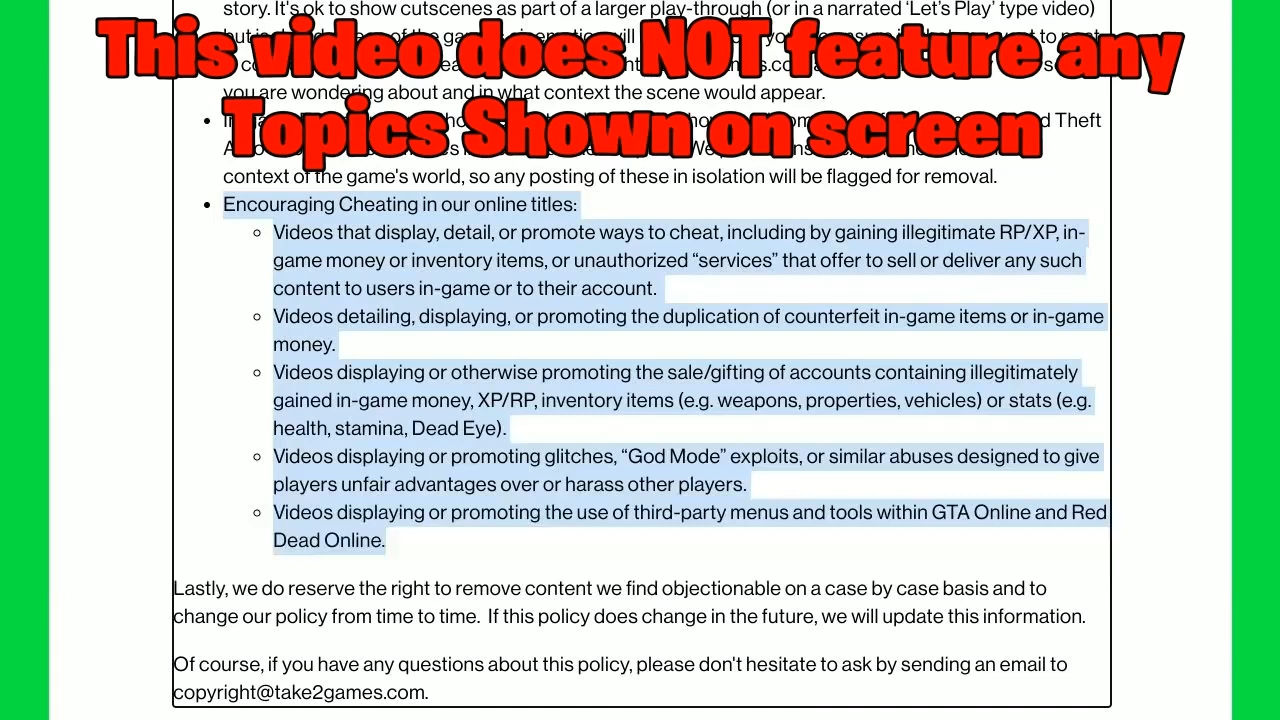 This video does NOT feature any
Topics Shown on screen
story. It's ok to show cutscenes as part of a larger play-through (or in a narrated ‘Let’s Play’ type video)
you are wondering about and in what context the scene would appear.
d Theft
context of the game's world, so any posting of these in isolation will be flagged for removal.
• Encouraging Cheating in our online titles:
◦ Videos that display, detail, or promote ways to cheat, including by gaining illegitimate RP/XP, in-
game money or inventory items, or unauthorized “services” that offer to sell or deliver any such
content to users in-game or to their account.
◦ Videos detailing, displaying, or promoting the duplication of counterfeit in-game items or in-game
money.
◦ Videos displaying or otherwise promoting the sale/gifting of accounts containing illegitimately
gained in-game money, XP/RP, inventory items (e.g. weapons, properties, vehicles) or stats (e.g.
health, stamina, Dead Eye).
◦ Videos displaying or promoting glitches, “God Mode” exploits, or similar abuses designed to give
players unfair advantages over or harass other players.
◦ Videos displaying or promoting the use of third-party menus and tools within GTA Online and Red
Dead Online.
Lastly, we do reserve the right to remove content we find objectionable on a case by case basis and to
change our policy from time to time.  If this policy does change in the future, we will update this information.
Of course, if you have any questions about this policy, please don't hesitate to ask by sending an email to
copyright@take2games.com.